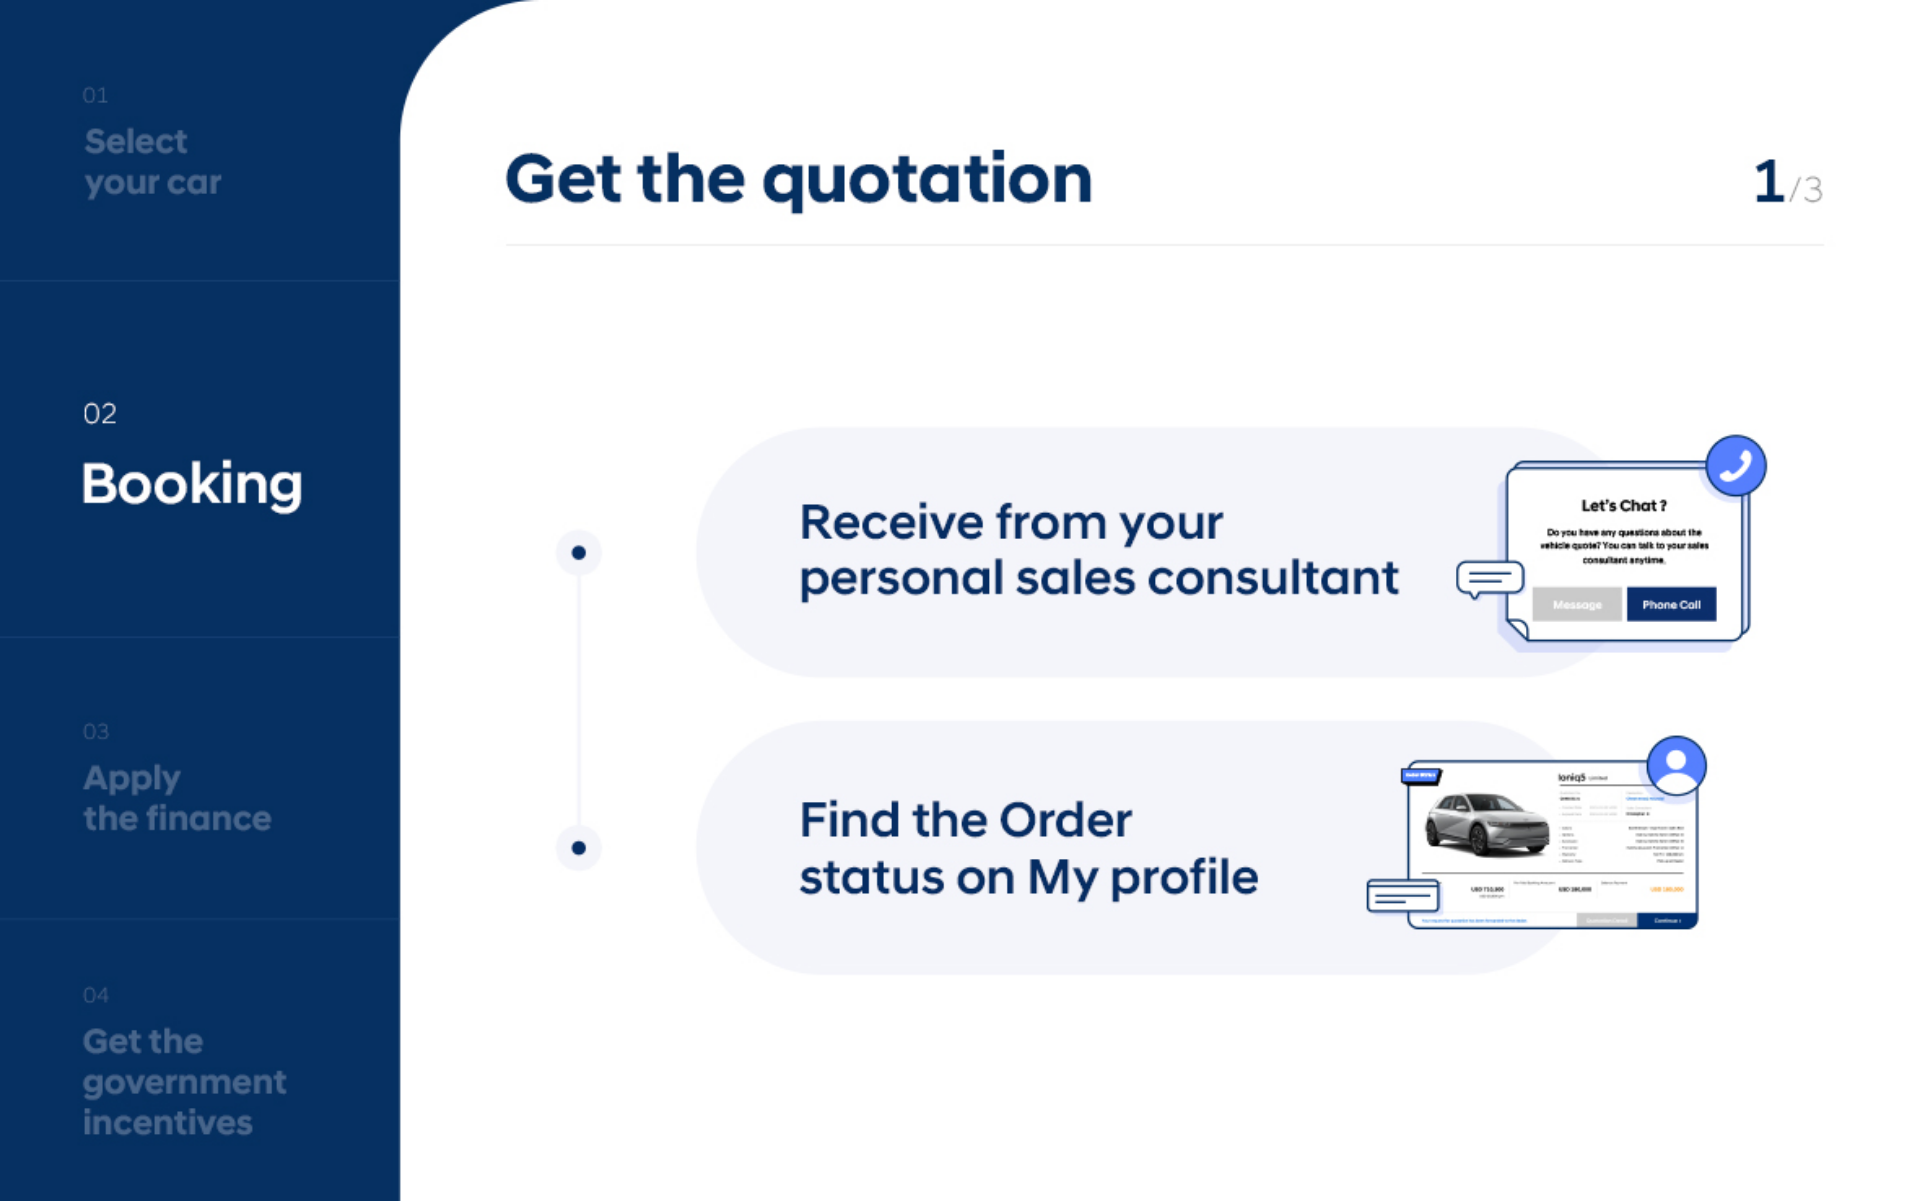 01
Select
your car
02
Booking
03
Apply
the finance
04
Get the
government
incentives
Get the quotation
1/3
Receive from your
personal sales consultant
Let's Chat ?
Do you have any questions about the
vehicle quote? You can talk to your sales
consultant anytime.
Message
Phone Call
Find the Order
status on My profile
Ioniq5 Limited
Continue